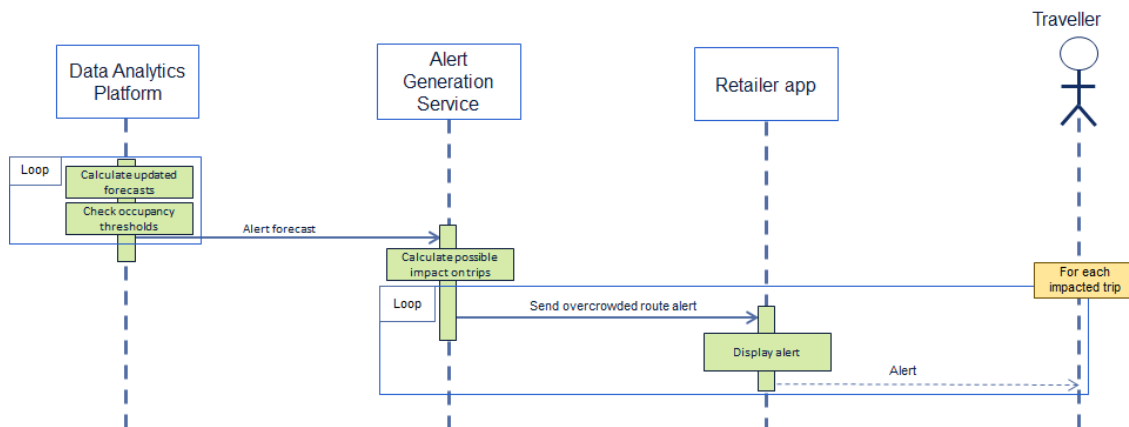 Traveller
Data Analytics
Platform
Alert
Generation
Service
Retailer app
Loop
Calculate updated
forecasts
Check occupancy
thresholds
Alert forecast
Calculate possible
impact on trips
For each
impacted trip
Loop
Send overcrowded route alert
Display alert
Alert